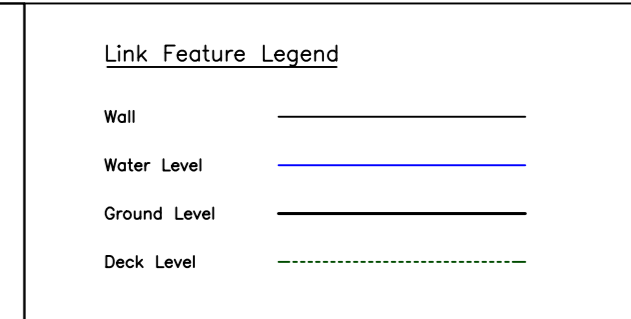 Link Feature Legend
Wall
Water Level
Ground Level
Deck Level